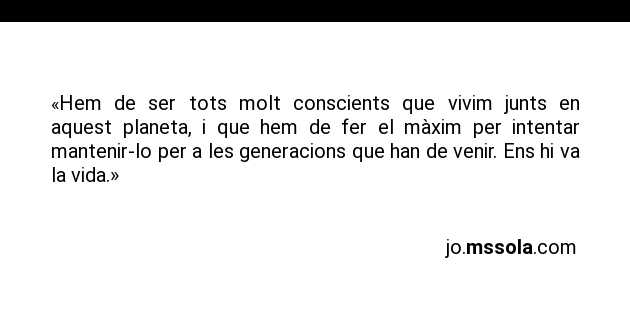 «Hem de ser tots molt conscients que vivim junts en
aquest planeta, i que hem de fer el màxim per intentar
mantenir-lo per a les generacions que han de venir. Ens hi va
la vida.»
jo.mssola.com